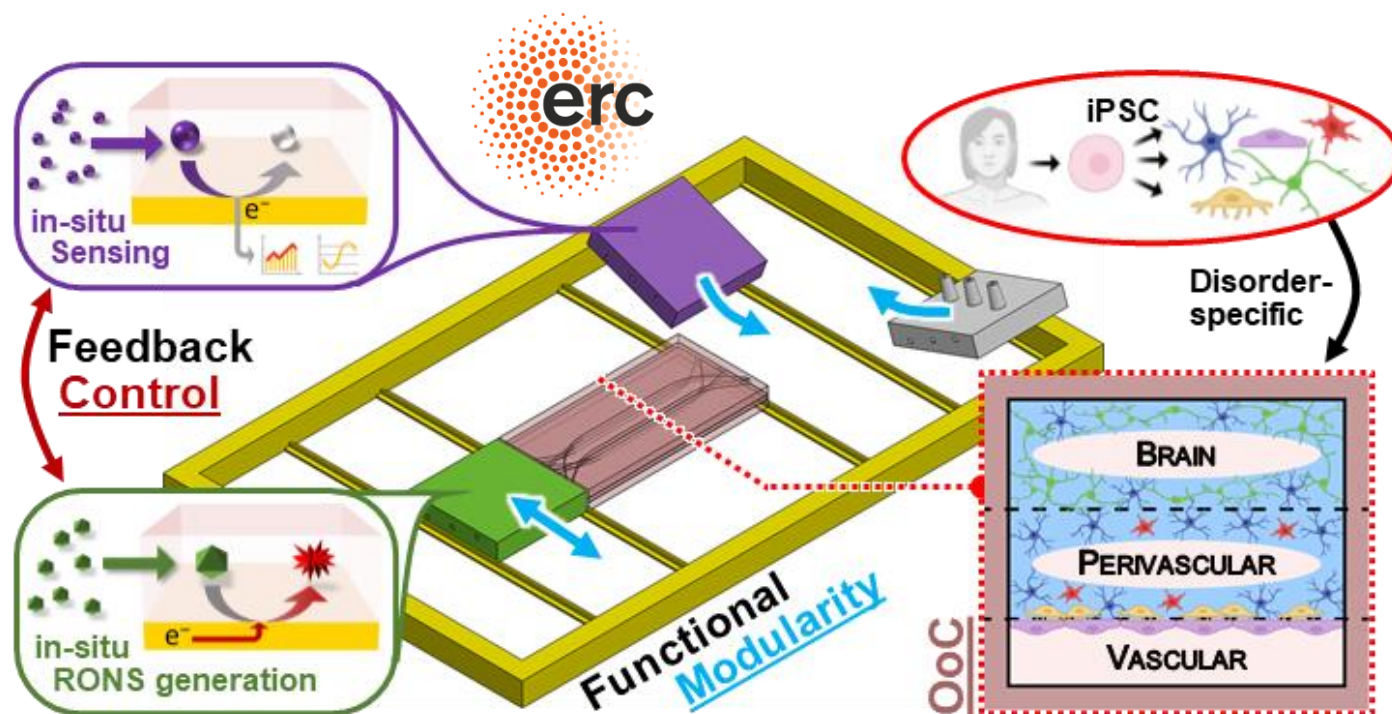 erc
iPSC
e⁻
in-situ
Sensing
Disorder-
specific
Feedback
Control
BRAIN
PERIVASCULAR
VASCULAR
OoC
e⁻
in-situ
RONS generation
Functional
Modularity